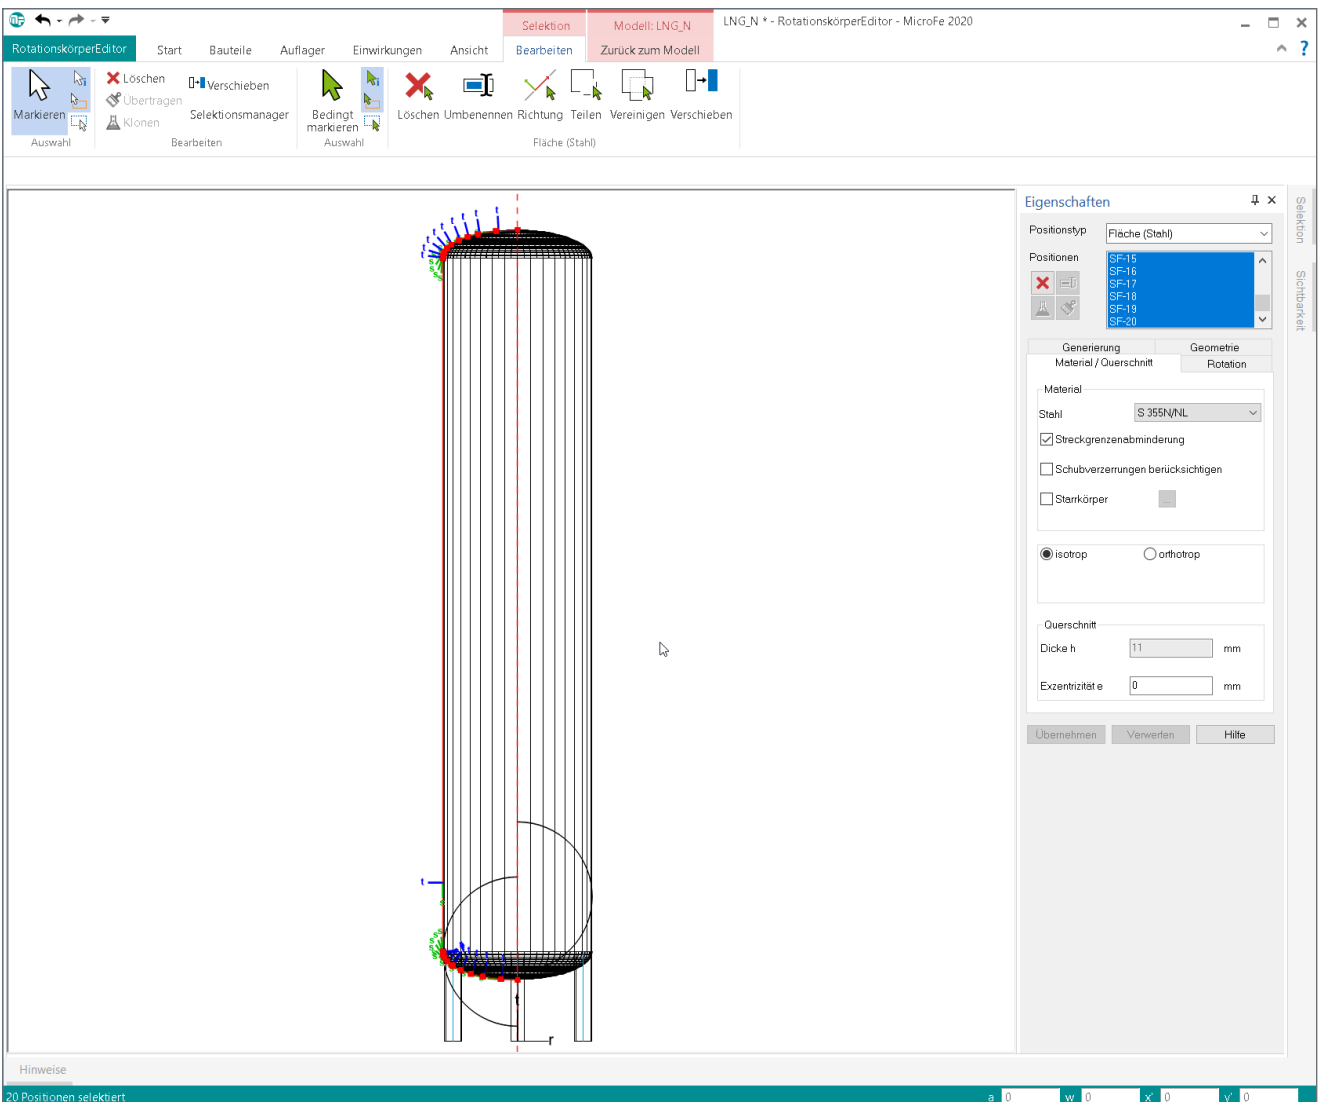 Selektion
Modell: LNG_N
LNG_N * - RotationskörperEditor - MicroFe 2020
RotationskörperEditor
Start
Bauteile
Auflager
Einwirkungen
Ansicht
Bearbeiten
Zurück zum Modell
?
Markieren
Löschen
Übertragen
Klonen
Verschieben
Selektionsmanager
Bedingt
markieren
Löschen
Umbenennen
Richtung
Teilen
Vereinigen
Verschieben
Auswahl
Bearbeiten
Auswahl
Fläche (Stahl)
Eigenschaften
Positionstyp
Fläche (Stahl)
Positionen
SF-15
SF-16
SF-17
SF-18
SF-19
SF-20
Generierung
Geometrie
Material / Querschnitt
Rotation
Material
Stahl
S 355N/NL
Streckgrenzenabminderung
Schubverzerrungen berücksichtigen
Starrkörper
...
isotrop
orthotrop
Querschnitt
Dicke h
11
mm
Exzentrizität e
0
mm
Übernehmen
Verwerfen
Hilfe
Selektion
Sichtbarkeit
t
t
t
s
t
r
Hinweise
20 Positionen selektiert
a 0
w 0
x' 0
y' 0